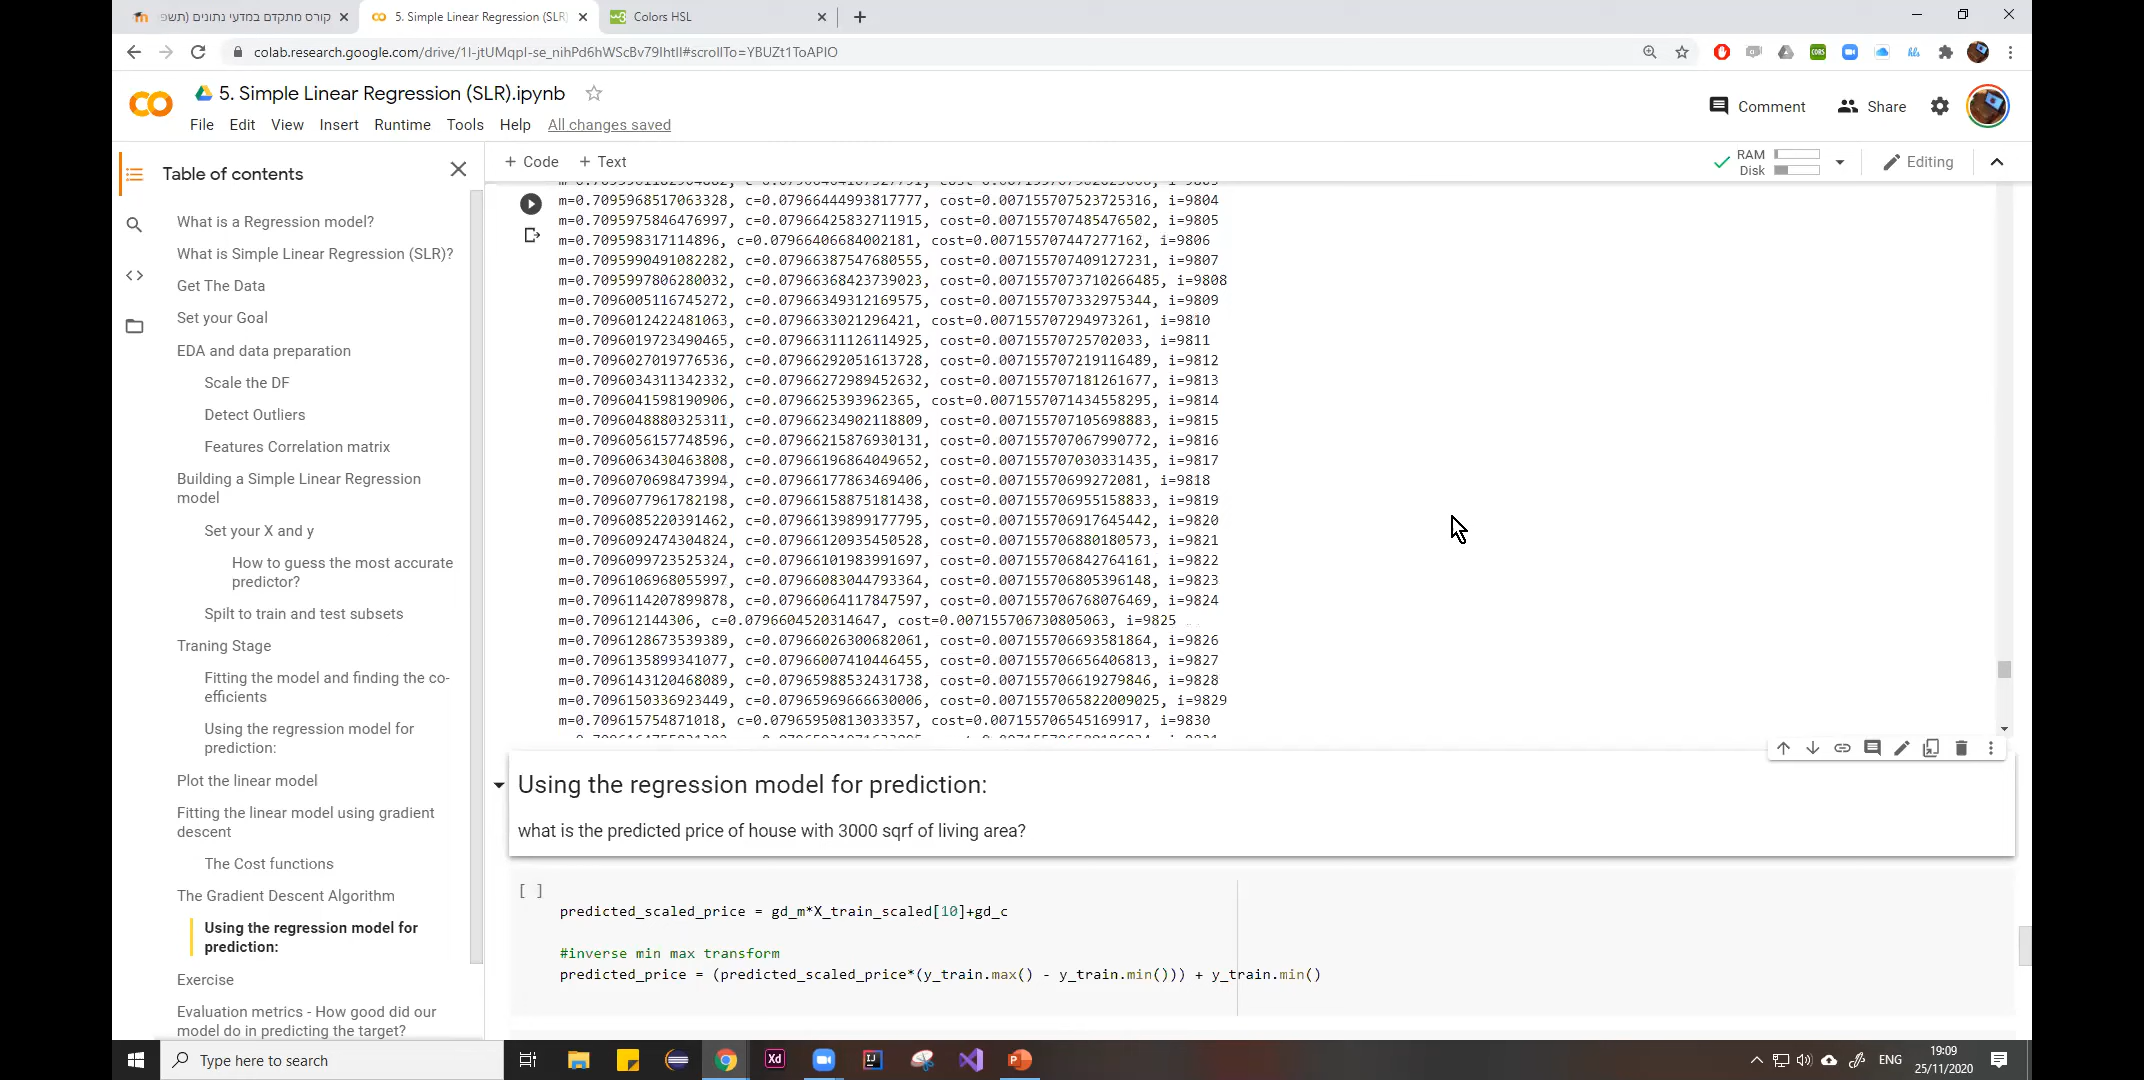 קורס מתקדם במדעי נתונים (תשפ
5. Simple Linear Regression (SLR)
Colors HSL
colab.research.google.com/drive/1I-jtUMqpI-se_nihPd6hWScBv79IhtII#scrollTo=YBUZt1ToAPIO
5. Simple Linear Regression (SLR).ipynb
Comment
Share
File Edit View Insert Runtime Tools Help All changes saved
Table of contents
+ Code + Text
RAM
Disk
Editing
What is a Regression model?
What is Simple Linear Regression (SLR)?
Get The Data
Set your Goal
EDA and data preparation
Scale the DF
Detect Outliers
Features Correlation matrix
Building a Simple Linear Regression
model
Set your X and y
How to guess the most accurate
predictor?
Spilt to train and test subsets
Traning Stage
Fitting the model and finding the co-
efficients
Using the regression model for
prediction:
Plot the linear model
Fitting the linear model using gradient
descent
The Cost functions
The Gradient Descent Algorithm
Using the regression model for
prediction:
Exercise
Evaluation metrics - How good did our
model do in predicting the target?
m=0.7095968517063328, c=0.07966444993817777, cost=0.007155707523725316, i=9804
m=0.7095975846476997, c=0.07966425832711915, cost=0.007155707485476502, i=9805
m=0.709598317114896, c=0.07966406684002181, cost=0.007155707447277162, i=9806
m=0.7095990491082282, c=0.07966387547680555, cost=0.007155707409127231, i=9807
m=0.7095997806280032, c=0.07966368423739023, cost=0.0071557073710266485, i=9808
m=0.7096005116745272, c=0.07966349312169575, cost=0.007155707332975344, i=9809
m=0.7096012422481063, c=0.0796633021296421, cost=0.007155707294973261, i=9810
m=0.7096019723490465, c=0.07966311126114925, cost=0.00715570725702033, i=9811
m=0.7096027019776536, c=0.07966292051613728, cost=0.007155707219116489, i=9812
m=0.7096034311342332, c=0.07966272989452632, cost=0.007155707181261677, i=9813
m=0.7096041598190906, c=0.0796625393962365, cost=0.0071557071434558295, i=9814
m=0.7096048880325311, c=0.07966234902118809, cost=0.007155707105698883, i=9815
m=0.7096056157748596, c=0.07966215876930131, cost=0.007155707067990772, i=9816
m=0.7096063430463808, c=0.07966196864049652, cost=0.007155707030331435, i=9817
m=0.7096070698473994, c=0.07966177863469406, cost=0.00715570699272081, i=9818
m=0.7096077961782198, c=0.07966158875181438, cost=0.007155706955158833, i=9819
m=0.7096085220391462, c=0.07966139899177795, cost=0.007155706917645442, i=9820
m=0.7096092474304824, c=0.07966120935450528, cost=0.007155706880180573, i=9821
m=0.7096099723525324, c=0.07966101983991697, cost=0.007155706842764161, i=9822
m=0.7096106968055997, c=0.07966083044793364, cost=0.007155706805396148, i=9823
m=0.7096114207899878, c=0.07966064117847597, cost=0.007155706768076469, i=9824
m=0.709612144306, c=0.0796604520314647, cost=0.007155706730805063, i=9825
m=0.7096128673539389, c=0.07966026300682061, cost=0.007155706693581864, i=9826
m=0.7096135899341077, c=0.07966007410446455, cost=0.007155706656406813, i=9827
m=0.7096143120468089, c=0.07965988532431738, cost=0.007155706619279846, i=9828
m=0.7096150336923449, c=0.07965969666630006, cost=0.0071557065822009025, i=9829
m=0.709615754871018, c=0.07965950813033357, cost=0.007155706545169917, i=9830
Using the regression model for prediction:
what is the predicted price of house with 3000 sqrf of living area?
[ ]
predicted_scaled_price = gd_m*X_train_scaled[10]+gd_c
#inverse min max transform
predicted_price = (predicted_scaled_price*(y_train.max() - y_train.min())) + y_train.min()
Type here to search
ENG
19:09
25/11/2020